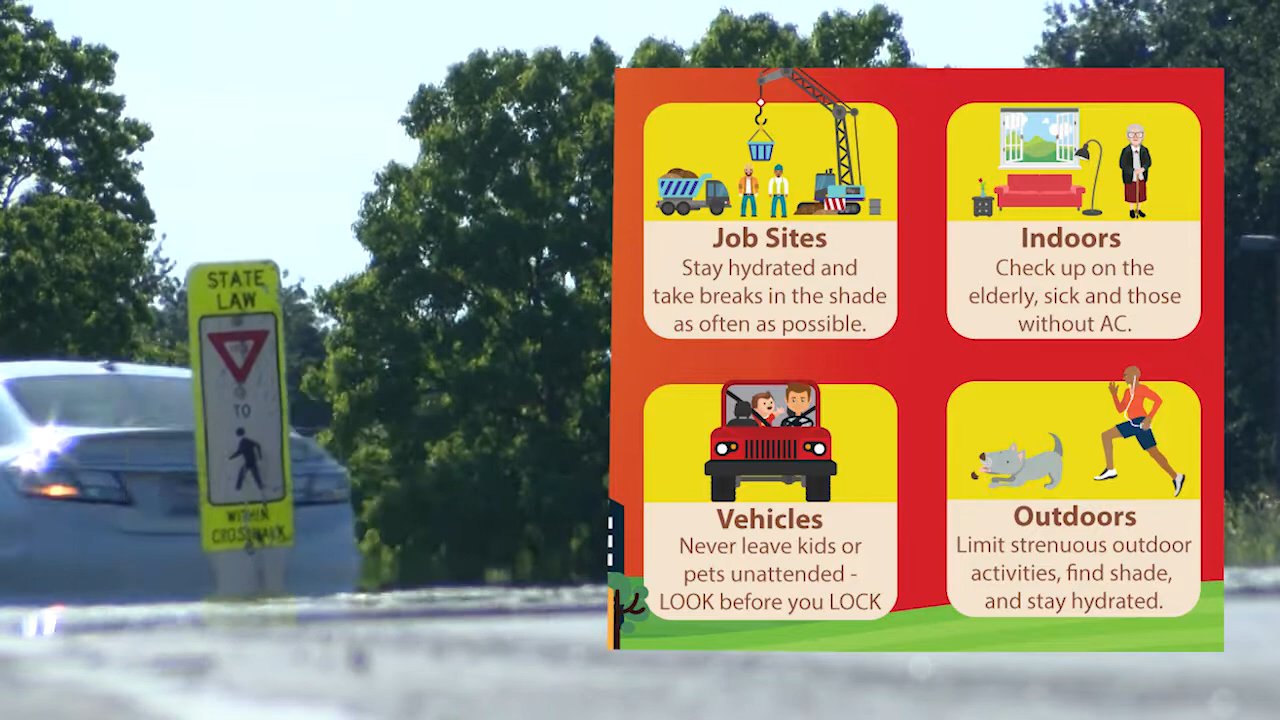 STATE
LAW
TO
WITHIN
CROSSWALK
Job Sites
Stay hydrated and
take breaks in the shade
as often as possible.
Indoors
Check up on the
elderly, sick and those
without AC.
Vehicles
Never leave kids or
pets unattended -
LOOK before you LOCK
Outdoors
Limit strenuous outdoor
activities, find shade,
and stay hydrated.